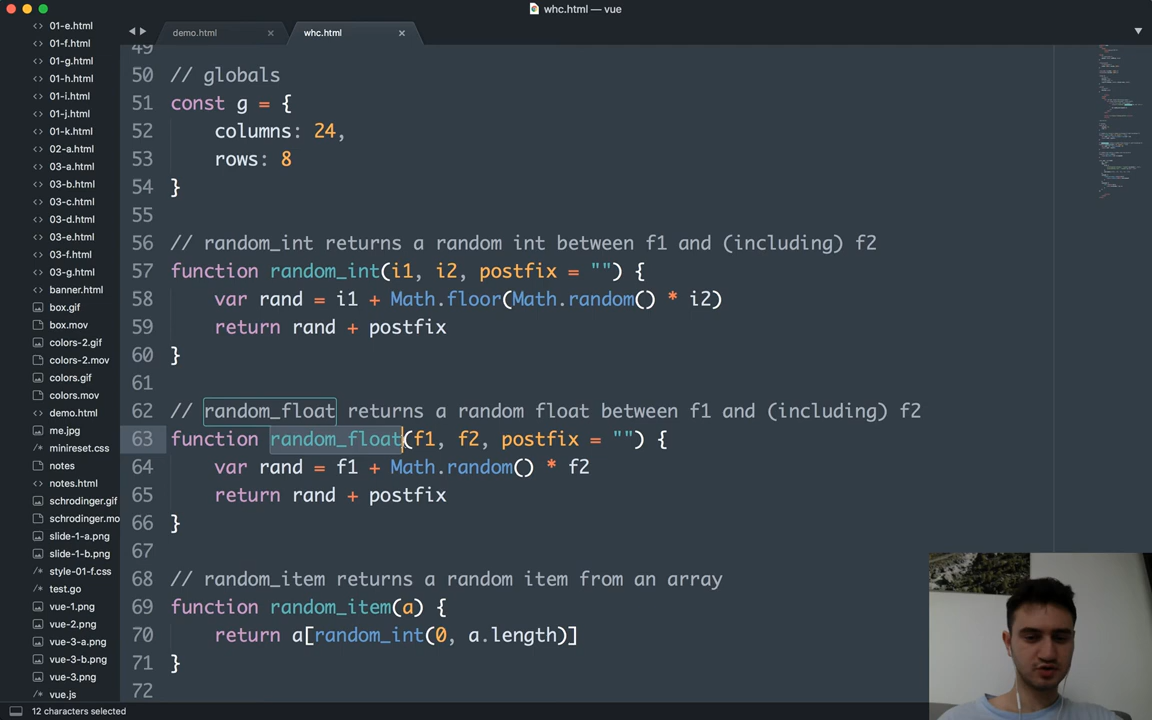 whc.html — vue
demo.html
whc.html
01-e.html
01-f.html
01-g.html
01-h.html
01-i.html
01-j.html
01-k.html
02-a.html
03-a.html
03-b.html
03-c.html
03-d.html
03-e.html
03-f.html
03-g.html
banner.html
box.gif
box.mov
colors-2.gif
colors-2.mov
colors.gif
colors.mov
demo.html
me.jpg
minireset.css
notes
notes.html
schrodinger.gif
schrodinger.mo
slide-1-a.png
slide-1-b.png
style-01-f.css
test.go
vue-1.png
vue-2.png
vue-3-a.png
vue-3-b.png
vue-3.png
vue.js
49
50 // globals
51 const g = {
52 columns: 24,
53 rows: 8
54 }
55
56 // random_int returns a random int between f1 and (including) f2
57 function random_int(i1, i2, postfix = "") {
58 var rand = i1 + Math.floor(Math.random() * i2)
59 return rand + postfix
60 }
61
62 // random_float returns a random float between f1 and (including) f2
63 function random_float(f1, f2, postfix = "") {
64 var rand = f1 + Math.random() * f2
65 return rand + postfix
66 }
67
68 // random_item returns a random item from an array
69 function random_item(a) {
70 return a[random_int(0, a.length)]
71 }
72
12 characters selected